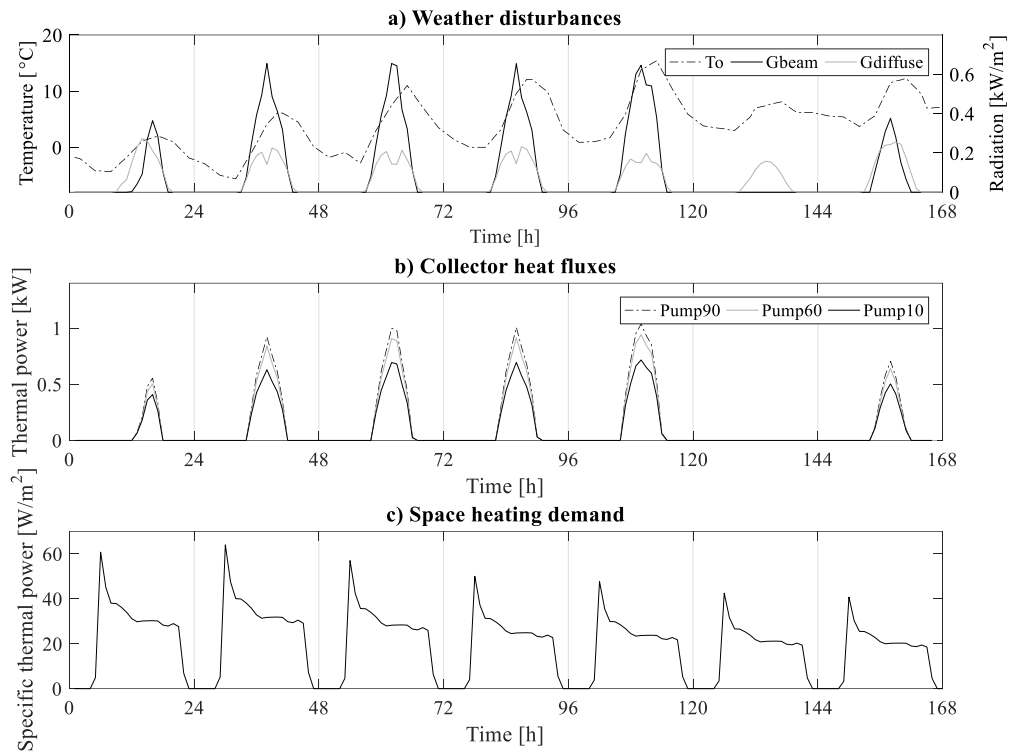 a) Weather disturbances
Temperature [°C]
20
10
0
To Gbeam Gdiffuse
0.6
0.4
0.2
0
Radiation [kW/m²]
0 24 48 72 96 120 144 168
Time [h]
b) Collector heat fluxes
Thermal power [kW]
1
0.5
0
Pump90 Pump60 Pump10
0 24 48 72 96 120 144 168
Time [h]
c) Space heating demand
Specific thermal power [W/m²]
60
40
20
0
0 24 48 72 96 120 144 168
Time [h]